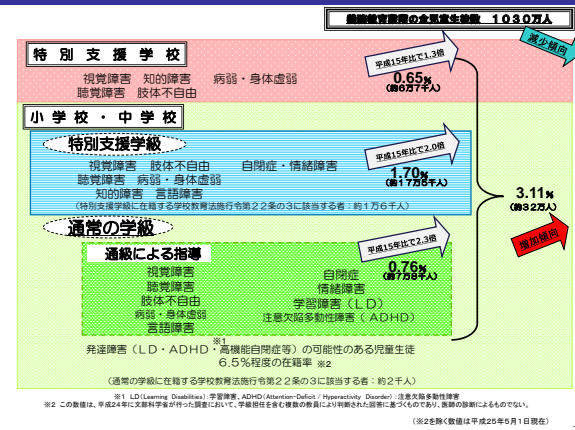 義務教育段階の全児童生徒数 １０３０万人
減少傾向
特別支援学校
平成15年比で1.3倍
視覚障害 知的障害 病弱・身体虚弱
聴覚障害 肢体不自由
0.65%
(約6万7千人)
小学校・中学校
特別支援学級
平成15年比で2.0倍
視覚障害 肢体不自由 自閉症・情緒障害
聴覚障害 病弱・身体虚弱
知的障害 言語障害
1.70%
(約17万5千人)
(特別支援学級に在籍する学校教育法施行令第２２条の３に該当する者：約１万６千人)
3.11%
(約32万人)
増加傾向
通常の学級
平成15年比で2.3倍
通級による指導
視覚障害
聴覚障害
肢体不自由
病弱・身体虚弱
言語障害
自閉症
情緒障害
学習障害（ＬＤ）
注意欠陥多動性障害（ＡＤＨＤ）
0.76%
(約7万8千人)
※1
発達障害（ＬＤ・ＡＤＨＤ・高機能自閉症等）の可能性のある児童生徒
６.５％程度の在籍率 ※2
(通常の学級に在籍する学校教育法施行令第２２条の３に該当する者：約２千人)
※1 LD(Learning Disabilities)：学習障害、ADHD(Attention-Deficit / Hyperactivity Disorder)：注意欠陥多動性障害
※2 この数値は、平成24年に文部科学省が行った調査において、学級担任を含む複数の教員により判断された回答に基づくものであり、医師の診断によるものでない。
(※2を除く数値は平成25年5月1日現在)